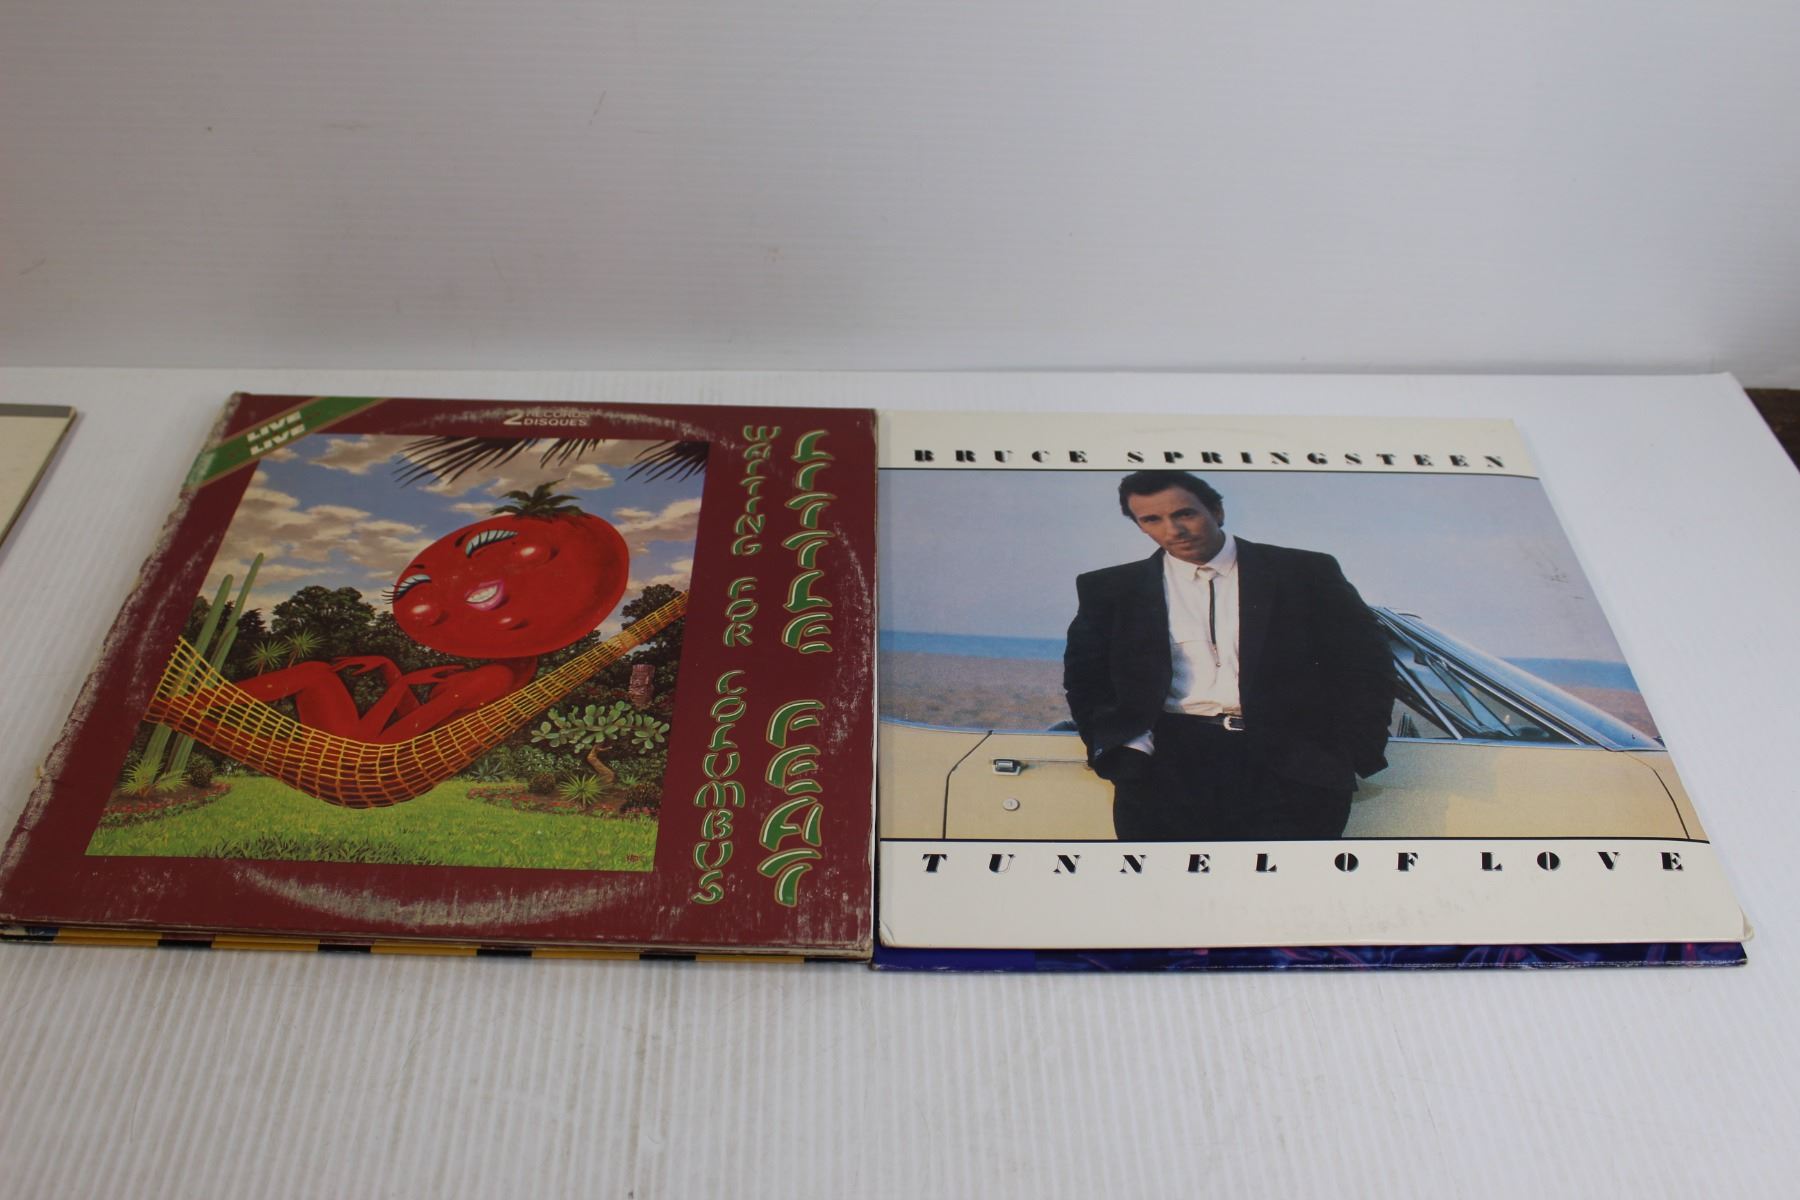 LIVE
LIVE
2 RECORDS
DISQUES
WAITING FOR COLUMBUS
LITTLE FEAT
BRUCE SPRINGSTEEN
TUNNEL OF LOVE